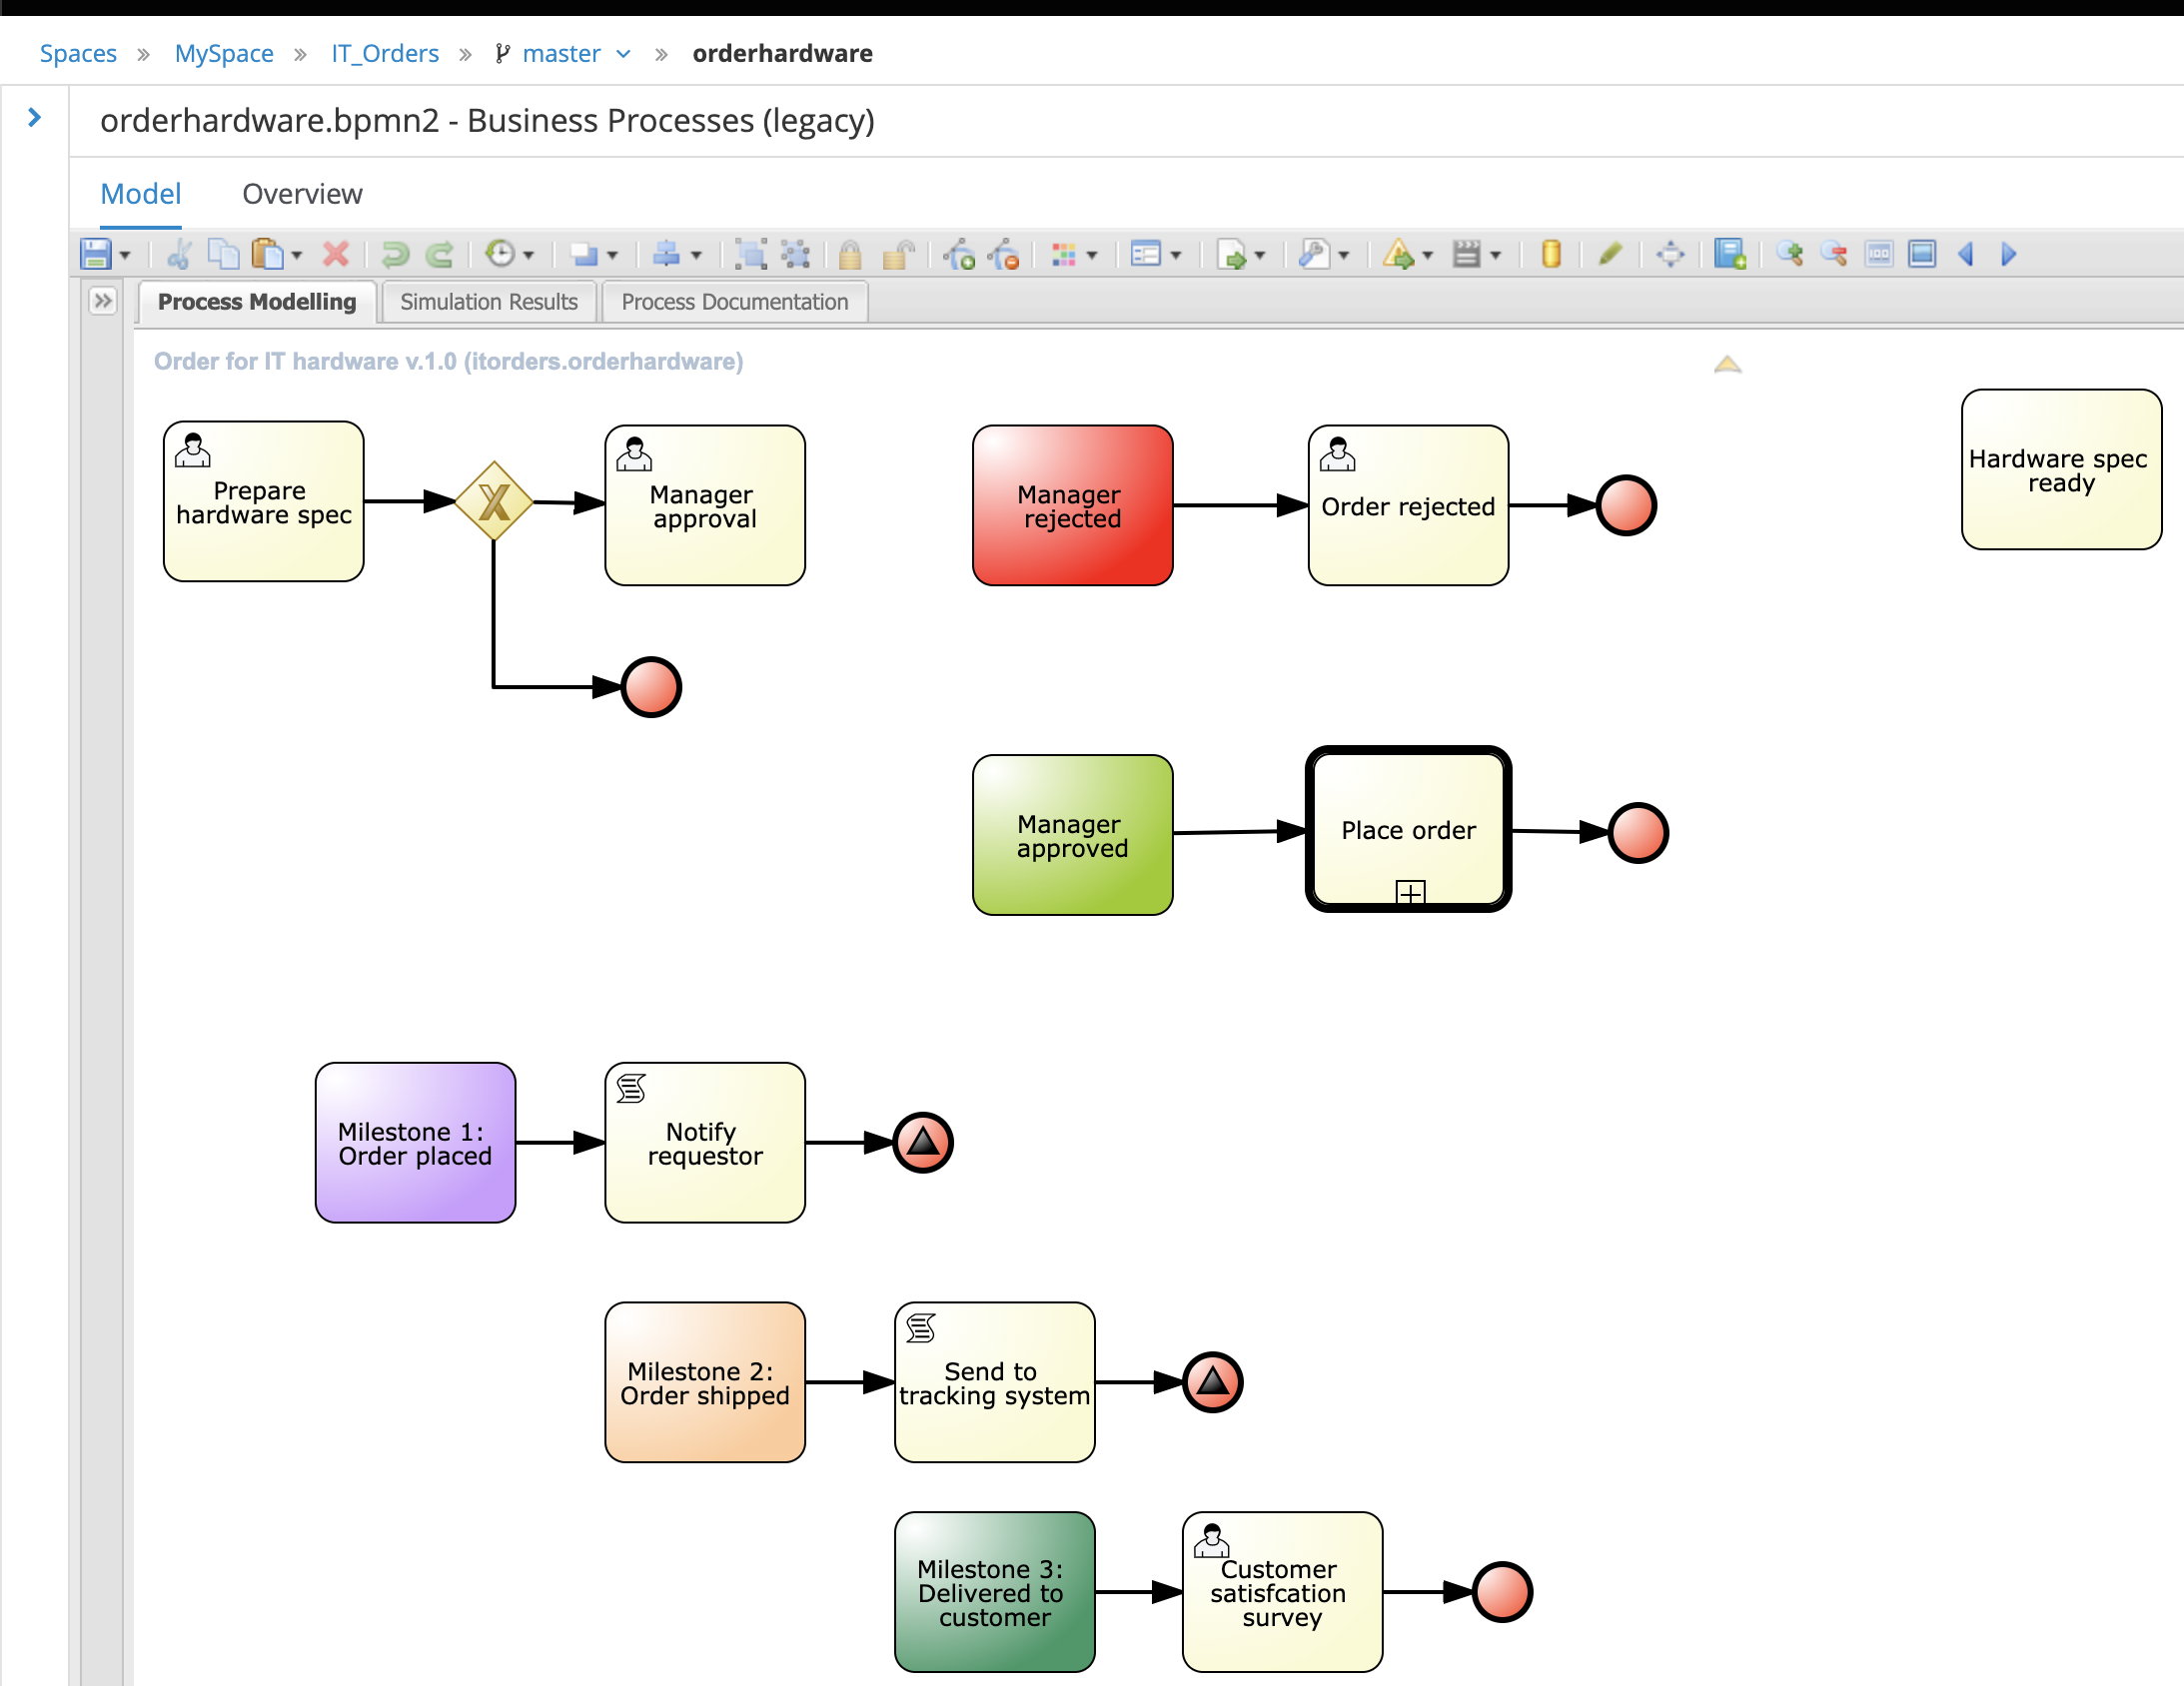 Spaces » MySpace » IT_Orders » master » orderhardware
orderhardware.bpmn2 - Business Processes (legacy)
Model Overview
Process Modelling Simulation Results Process Documentation
Order for IT hardware v.1.0 (itorders.orderhardware)
Prepare
hardware spec
X
Manager
approval
Manager
rejected
Order rejected
Hardware spec
ready
Manager
approved
Place order
Milestone 1:
Order placed
Notify
requestor
Milestone 2:
Order shipped
Send to
tracking system
Milestone 3:
Delivered to
customer
Customer
satisfcation
survey